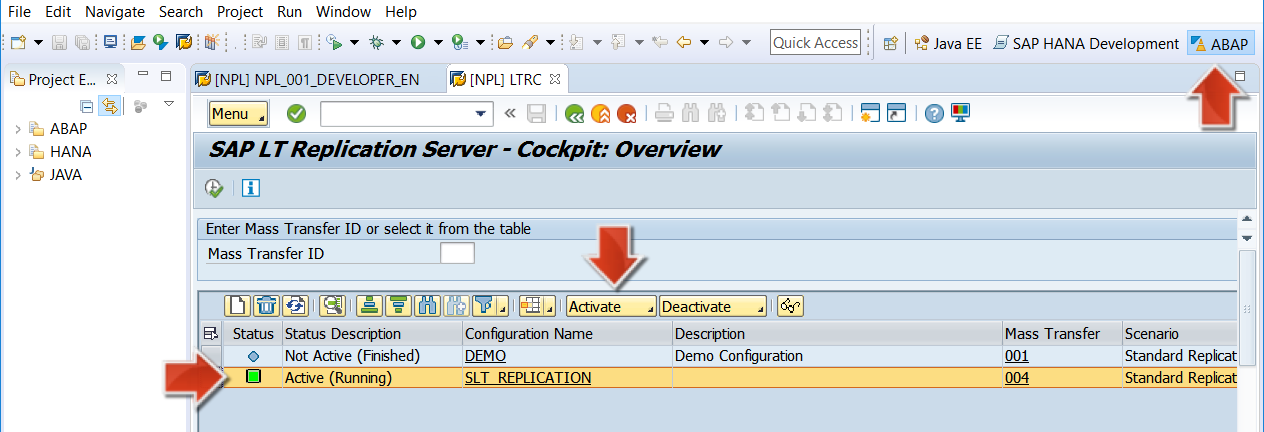 File Edit Navigate Search Project Run Window Help
Quick Access Java EE SAP HANA Development ABAP
Project E... [NPL] NPL_001_DEVELOPER_EN [NPL] LTRC
ABAP
HANA
JAVA
Menu
SAP LT Replication Server - Cockpit: Overview
Enter Mass Transfer ID or select it from the table
Mass Transfer ID
Activate Deactivate
Status Status Description Configuration Name Description Mass Transfer Scenario
Not Active (Finished) DEMO Demo Configuration 001 Standard Replicat
Active (Running) SLT_REPLICATION 004 Standard Replicat